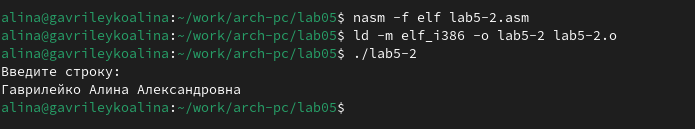 alina@gavrileykoalina:~/work/arch-pc/lab05$ nasm -f elf lab5-2.asm
alina@gavrileykoalina:~/work/arch-pc/lab05$ ld -m elf_i386 -o lab5-2 lab5-2.o
alina@gavrileykoalina:~/work/arch-pc/lab05$ ./lab5-2
Введите строку:
Гаврилейко Алина Александровна
alina@gavrileykoalina:~/work/arch-pc/lab05$